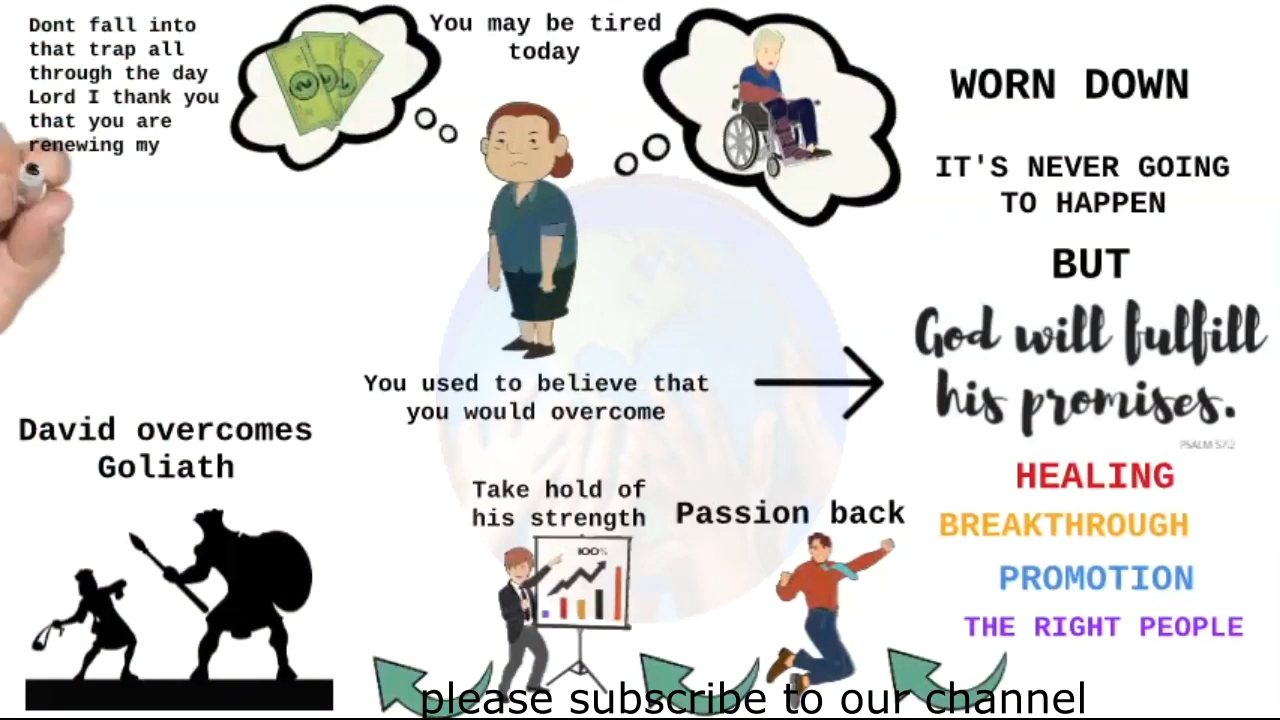 Dont fall into
that trap all
through the day
Lord I thank you
that you are
renewing my
You may be tired
today
WORN DOWN
IT'S NEVER GOING
TO HAPPEN
BUT
God will fulfill
his promises.
PSALM 57:2
You used to believe that
you would overcome
HEALING
BREAKTHROUGH
PROMOTION
THE RIGHT PEOPLE
Passion back
Take hold of
his strength
100%
David overcomes
Goliath
please subscribe to our channel